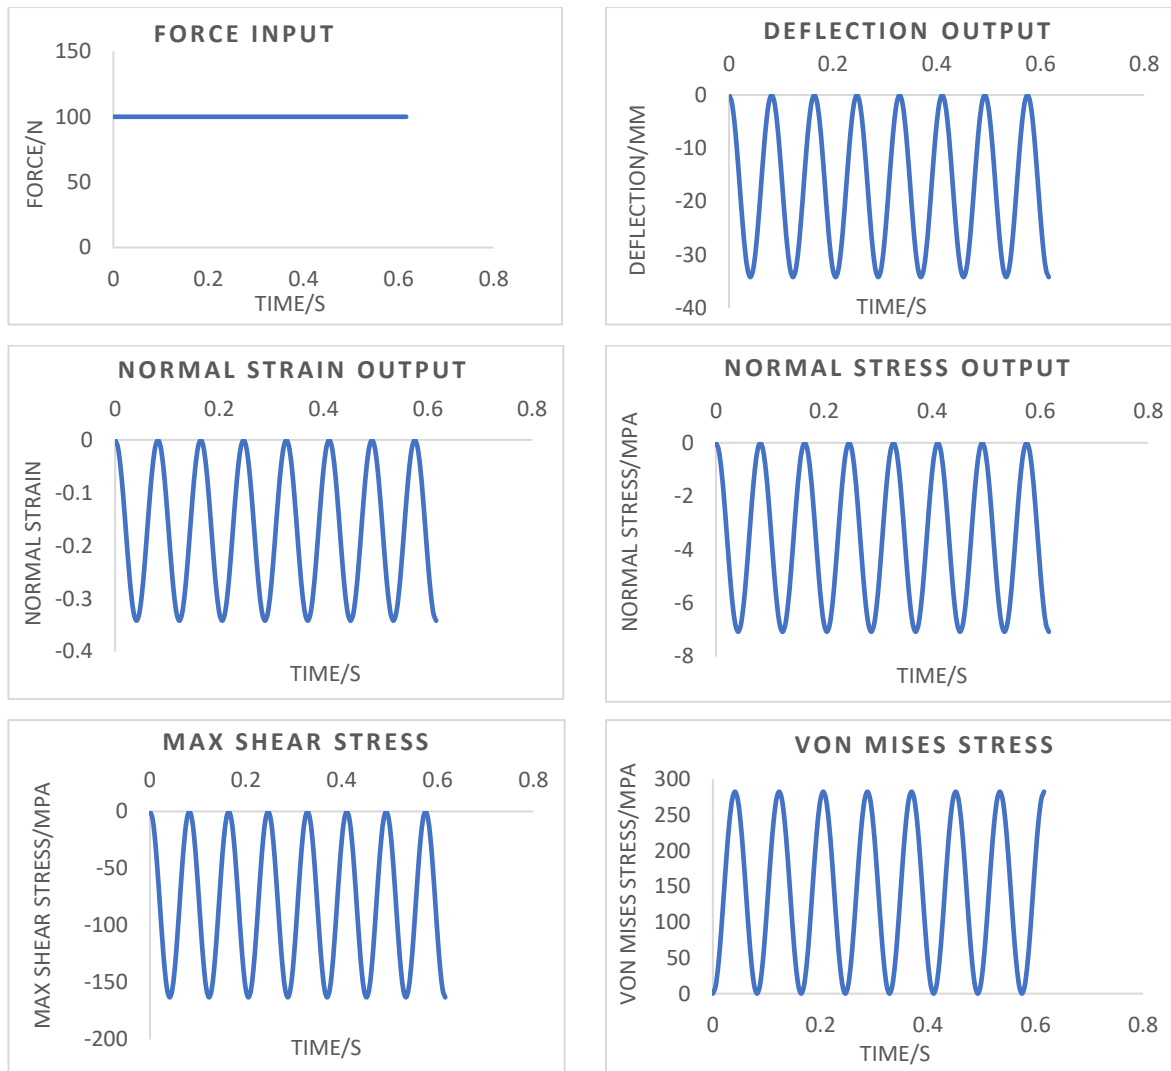 FORCE INPUT
150
100
50
0
FORCE/N
0 0.2 0.4 0.6 0.8
TIME/S
DEFLECTION OUTPUT
0 0.2 0.4 0.6 0.8
0
-10
-20
-30
-40
DEFLECTION/MM
TIME/S
NORMAL STRAIN OUTPUT
0 0.2 0.4 0.6 0.8
0
-0.1
-0.2
-0.3
-0.4
NORMAL STRAIN
TIME/S
NORMAL STRESS OUTPUT
0 0.2 0.4 0.6 0.8
0
-2
-4
-6
-8
NORMAL STRESS/MPA
TIME/S
MAX SHEAR STRESS
0 0.2 0.4 0.6 0.8
0
-50
-100
-150
-200
MAX SHEAR STRESS/MPA
TIME/S
VON MISES STRESS
300
250
200
150
100
50
0
VON MISES STRESS/MPA
0 0.2 0.4 0.6 0.8
TIME/S